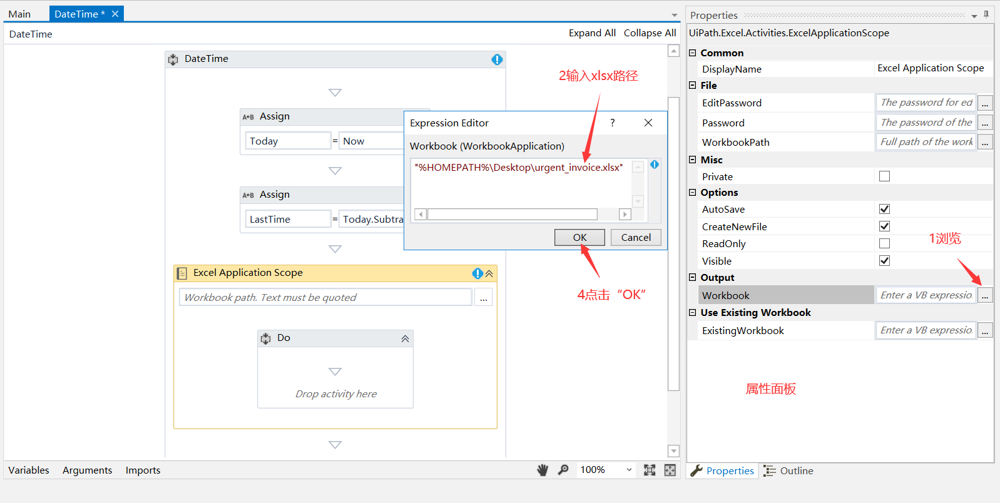 Main
DateTime *
DateTime
Expand All Collapse All
DateTime
2输入xlsx路径
Assign
Today = Now
Assign
LastTime = Today.Subtra
Expression Editor ?
Workbook (WorkbookApplication)
"%HOMEPATH%\Desktop\urgent_invoice.xlsx"
OK Cancel
4点击“OK”
Excel Application Scope
Workbook path. Text must be quoted ...
Do
Drop activity here
Variables Arguments Imports
100%
Properties
UiPath.Excel.Activities.ExcelApplicationScope
Common
DisplayName Excel Application Scope
File
EditPassword The password for ed ...
Password The password of the ...
WorkbookPath Full path of the work ...
Misc
Private
Options
AutoSave
CreateNewFile
ReadOnly
Visible
1浏览
Output
Workbook Enter a VB expressio ...
Use Existing Workbook
ExistingWorkbook Enter a VB expressio ...
属性面板
Properties Outline